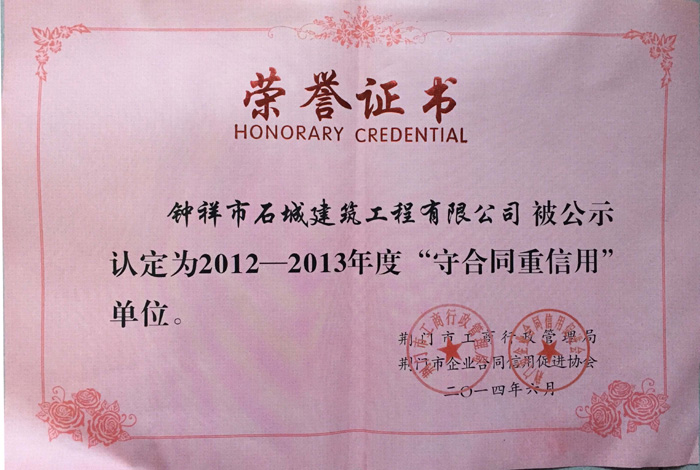 荣誉证书
HONORARY CREDENTIAL
钟祥市石城建筑工程有限公司 被公示
认定为2012—2013年度“守合同重信用”
单位。
荆门市工商行政管理局
荆门市企业合同信用促进协会
二〇一四年六月